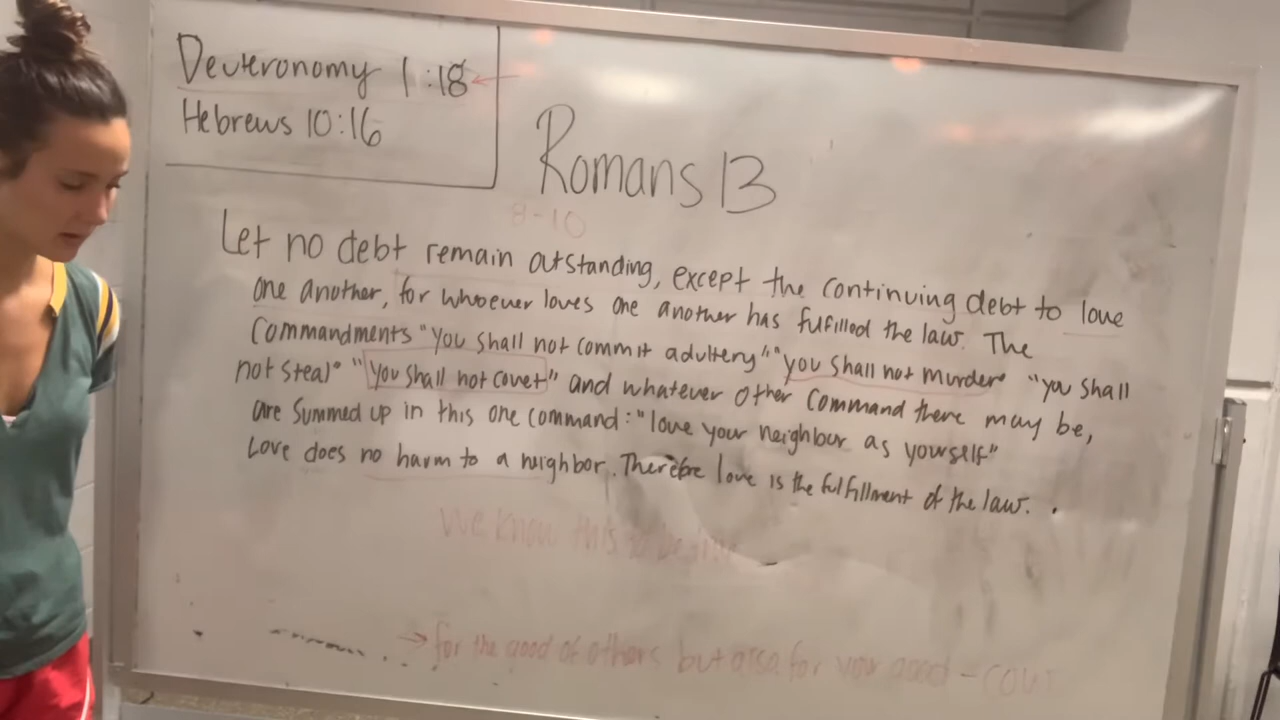 Deuteronomy 1:18
Hebrews 10:16
Romans 13
8-10
Let no debt remain outstanding, except the continuing debt to love
one another, for whoever loves one another has fulfilled the law. The
Commandments "you shall not commit adultery" "you shall not murder" "you shall
not steal" "you shall not covet" and whatever other command there may be,
are summed up in this one command: "love your neighbor as yourself"
Love does no harm to a neighbor. Therefore love is the fulfillment of the law.
We know this to be
→ for the good of others but also for your good -